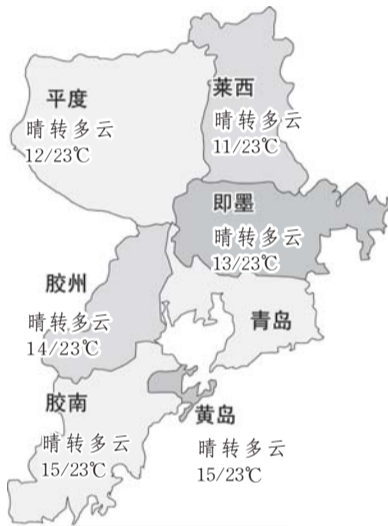 平度
晴转多云
12/23℃
莱西
晴转多云
11/23℃
即墨
晴转多云
13/23℃
胶州
晴转多云
14/23℃
青岛
胶南
晴转多云
15/23℃
黄岛
晴转多云
15/23℃